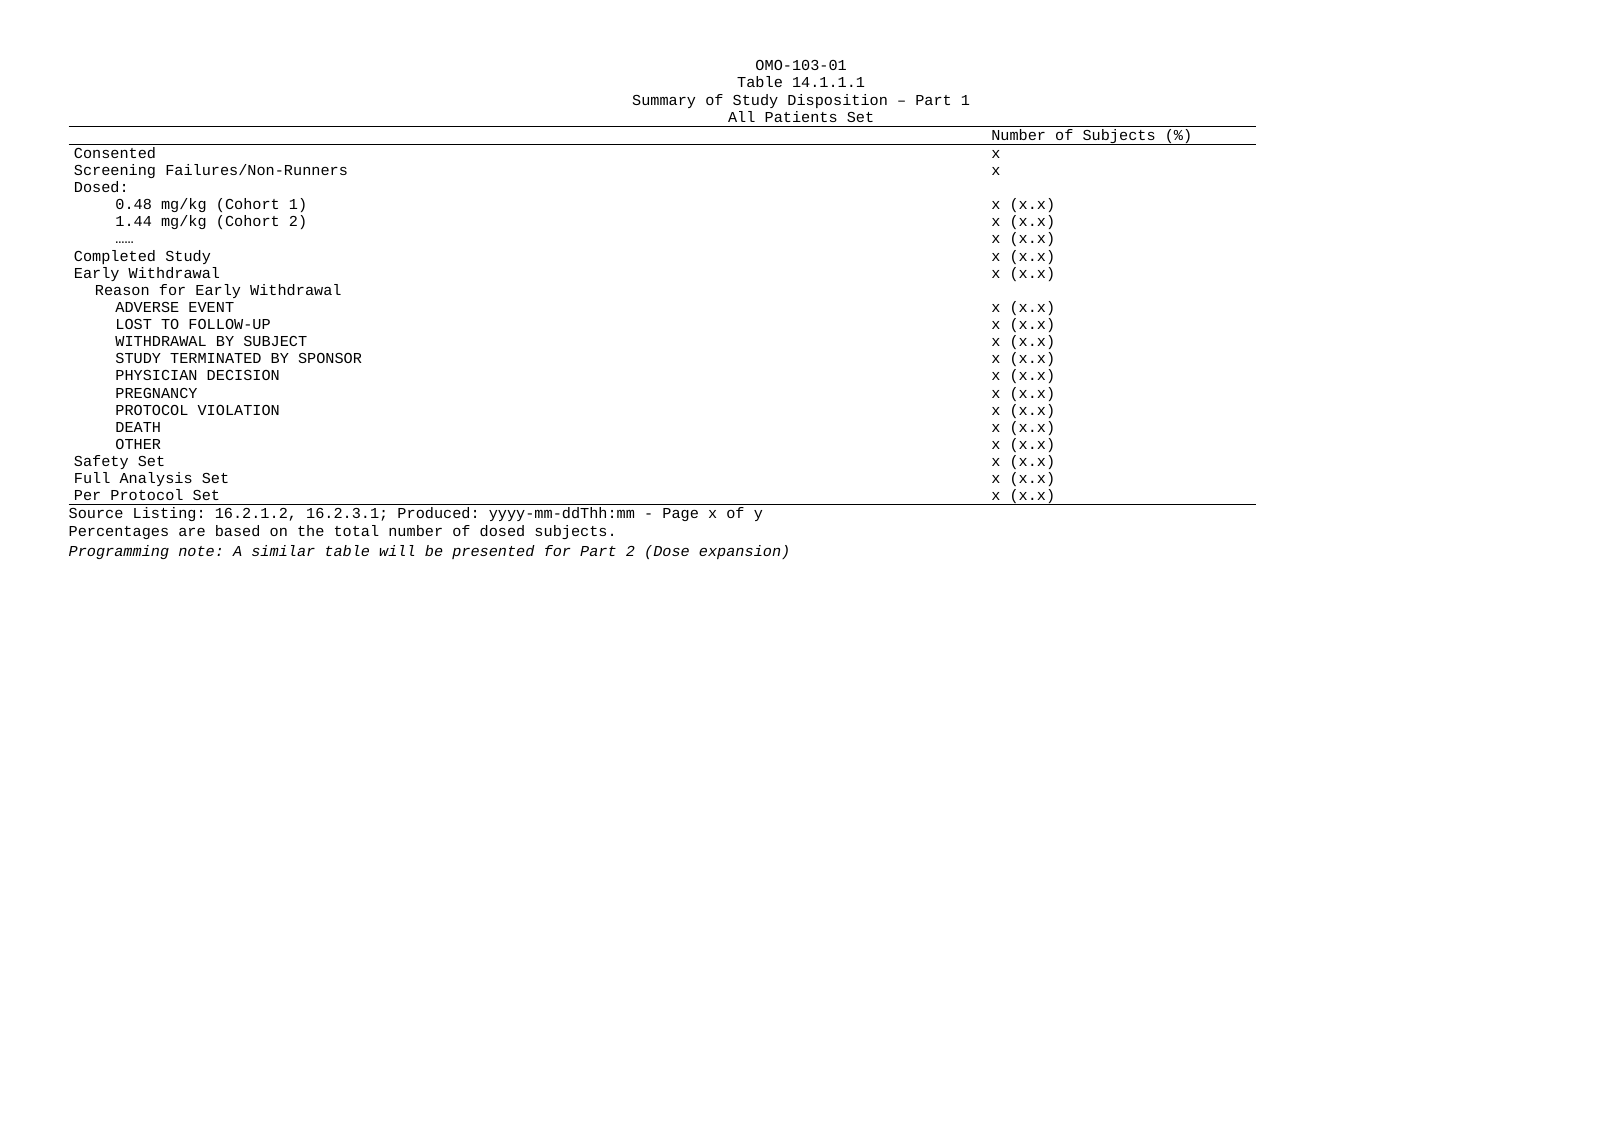 OMO-103-01
Table 14.1.1.1
Summary of Study Disposition – Part 1
All Patients Set
Number of Subjects (%)
Consented x
Screening Failures/Non-Runners x
Dosed:
0.48 mg/kg (Cohort 1) x (x.x)
1.44 mg/kg (Cohort 2) x (x.x)
…… x (x.x)
Completed Study x (x.x)
Early Withdrawal x (x.x)
Reason for Early Withdrawal
ADVERSE EVENT x (x.x)
LOST TO FOLLOW-UP x (x.x)
WITHDRAWAL BY SUBJECT x (x.x)
STUDY TERMINATED BY SPONSOR x (x.x)
PHYSICIAN DECISION x (x.x)
PREGNANCY x (x.x)
PROTOCOL VIOLATION x (x.x)
DEATH x (x.x)
OTHER x (x.x)
Safety Set x (x.x)
Full Analysis Set x (x.x)
Per Protocol Set x (x.x)
Source Listing: 16.2.1.2, 16.2.3.1; Produced: yyyy-mm-ddThh:mm - Page x of y
Percentages are based on the total number of dosed subjects.
Programming note: A similar table will be presented for Part 2 (Dose expansion)